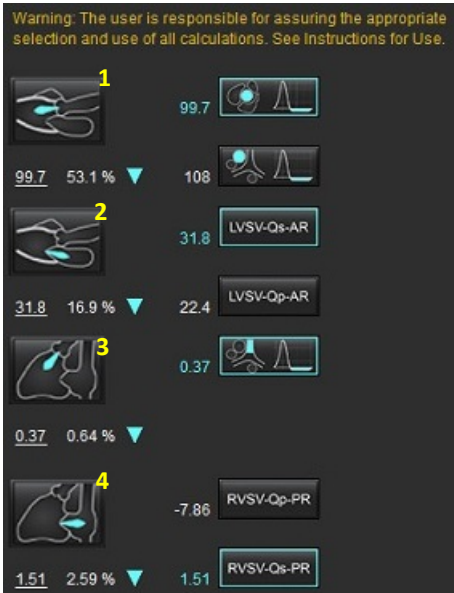 Warning: The user is responsible for assuring the appropriate
selection and use of all calculations. See Instructions for Use.
1
99.7
99.7 53.1 % 108
2
31.8 LVSV-Qs-AR
31.8 16.9 % 22.4 LVSV-Qp-AR
3
0.37
0.37 0.64 %
4
-7.86 RVSV-Qp-PR
1.51 2.59 % 1.51 RVSV-Qs-PR